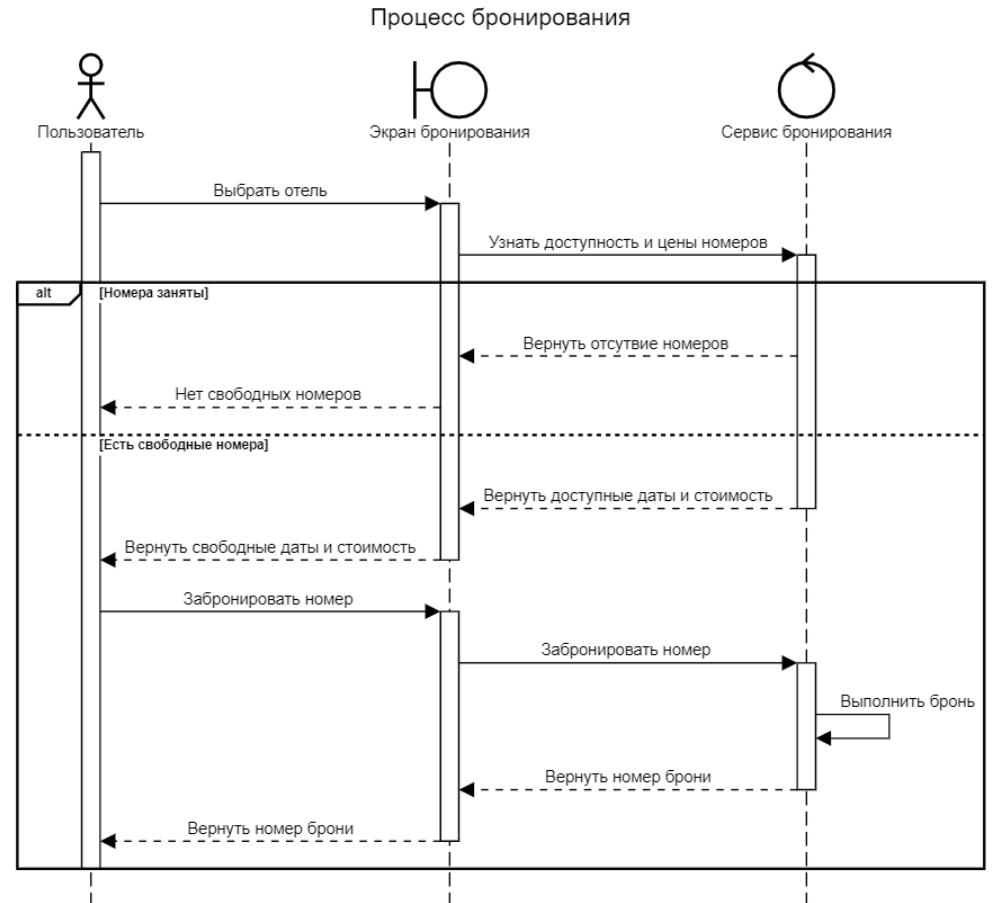 Процесс бронирования
Пользователь
Экран бронирования
Сервис бронирования
Выбрать отель
Узнать доступность и цены номеров
alt
[Номера заняты]
Вернуть отсутвие номеров
Нет свободных номеров
[Есть свободные номера]
Вернуть доступные даты и стоимость
Вернуть свободные даты и стоимость
Забронировать номер
Забронировать номер
Выполнить бронь
Вернуть номер брони
Вернуть номер брони